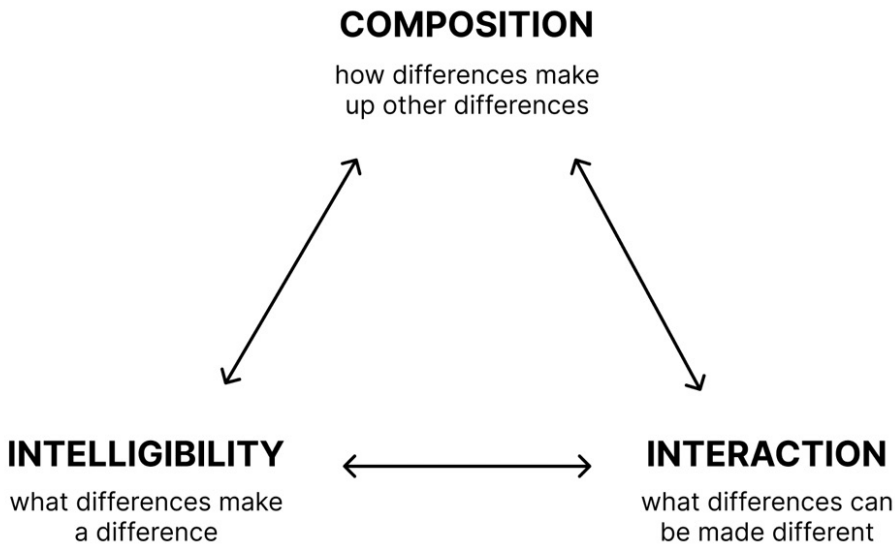 COMPOSITION
how differences make
up other differences
INTELLIGIBILITY
what differences make
a difference
INTERACTION
what differences can
be made different